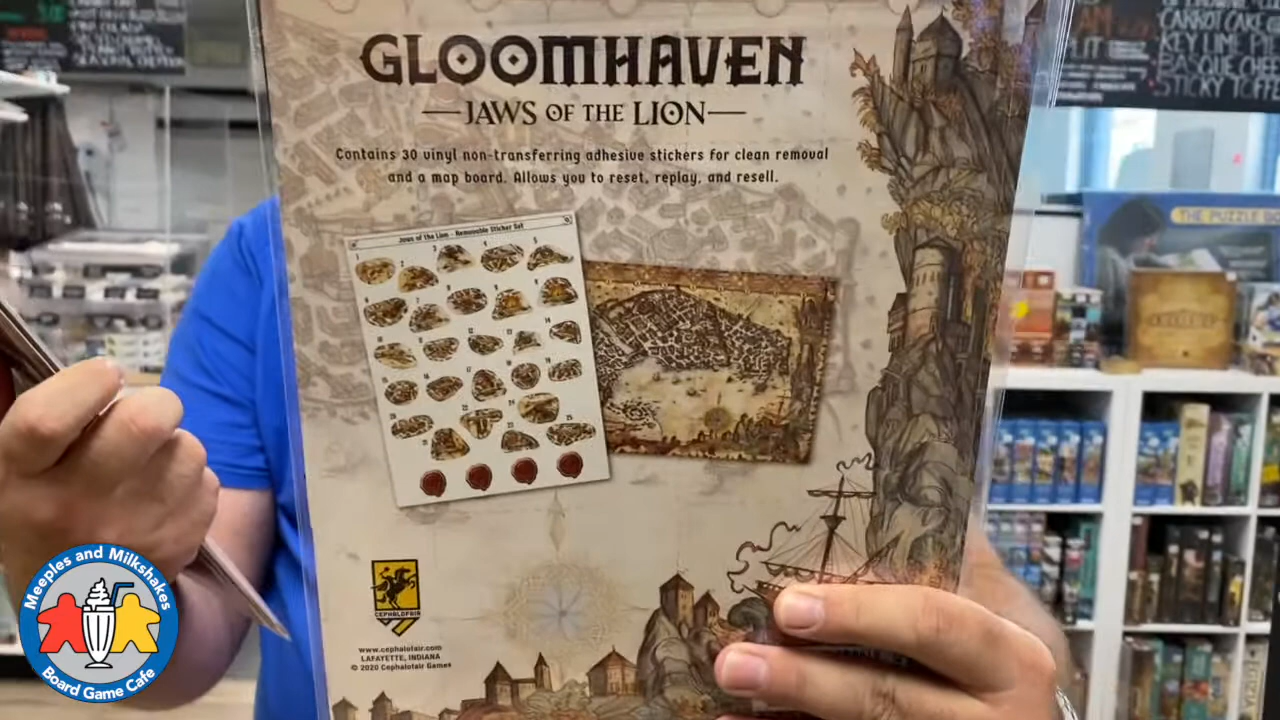 GLOOMHAVEN
JAWS OF THE LION
Contains 30 vinyl non-transferring adhesive stickers for clean removal
and a map board. Allows you to reset, replay, and resell.
Jaws of the Lion - Removable Sticker Set
CEPHALOFAIR
www.cephalofair.com
LAFAYETTE, INDIANA
© 2020 Cephalofair Games
Meeples and Milkshakes
Board Game Cafe
CARROT CAKE
KEY LIME PIE
BASQUE CHEE
STICKY TOFFE
THE PUZZLE BO